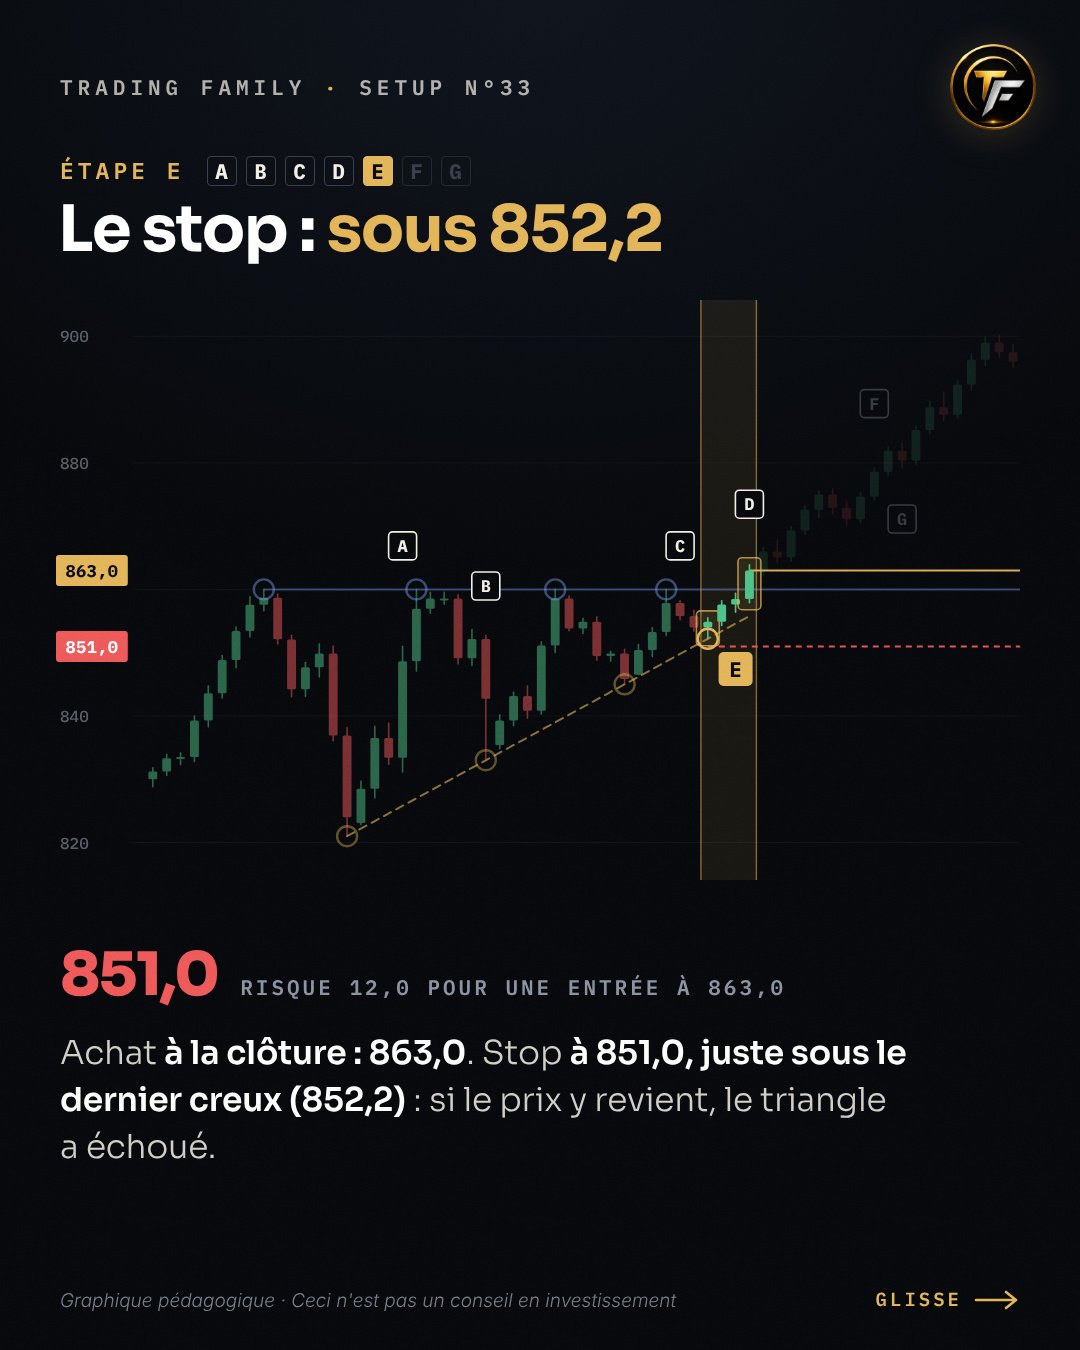 TRADING FAMILY · SETUP N°33
TF
ÉTAPE E A B C D E F G
Le stop : sous 852,2
900
880
F
D
G
A
C
863,0
B
851,0
E
840
820
851,0 RISQUE 12,0 POUR UNE ENTRÉE À 863,0
Achat à la clôture : 863,0. Stop à 851,0, juste sous le
dernier creux (852,2) : si le prix y revient, le triangle
a échoué.
Graphique pédagogique · Ceci n'est pas un conseil en investissement
GLISSE →